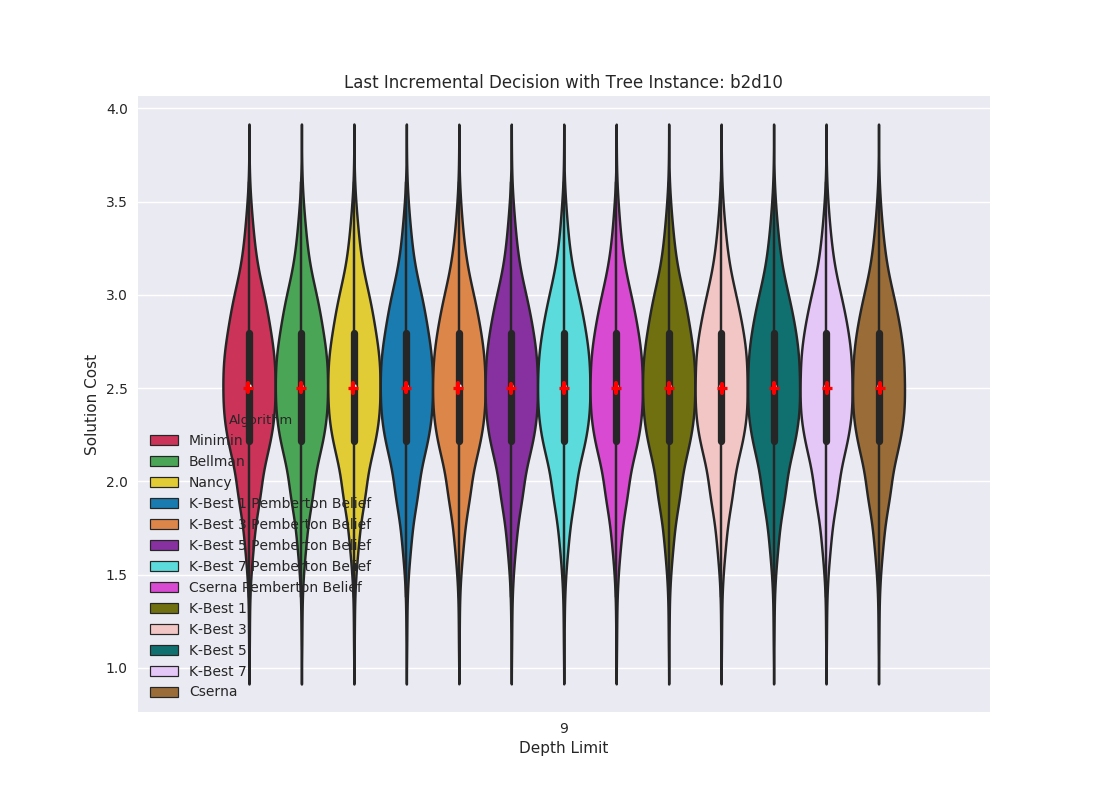 Last Incremental Decision with Tree Instance: b2d10
4.0
3.5
3.0
2.5
2.0
1.5
1.0
Solution Cost
Algorithm
Minimin
Bellman
Nancy
K-Best 1 Pemberton Belief
K-Best 3 Pemberton Belief
K-Best 5 Pemberton Belief
K-Best 7 Pemberton Belief
Cserna Pemberton Belief
K-Best 1
K-Best 3
K-Best 5
K-Best 7
Cserna
9
Depth Limit